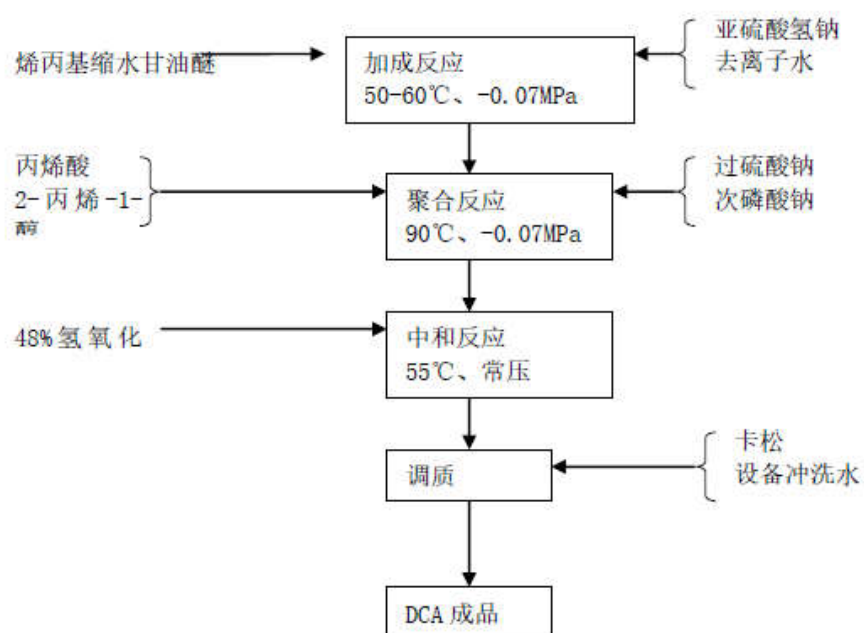 烯丙基缩水甘油醚
加成反应
50-60℃、-0.07MPa
亚硫酸氢钠
去离子水
丙烯酸
2-丙烯-1-
醇
聚合反应
90℃、-0.07MPa
过硫酸钠
次磷酸钠
48%氢氧化
中和反应
55℃、常压
调质
卡松
设备冲洗水
DCA成品